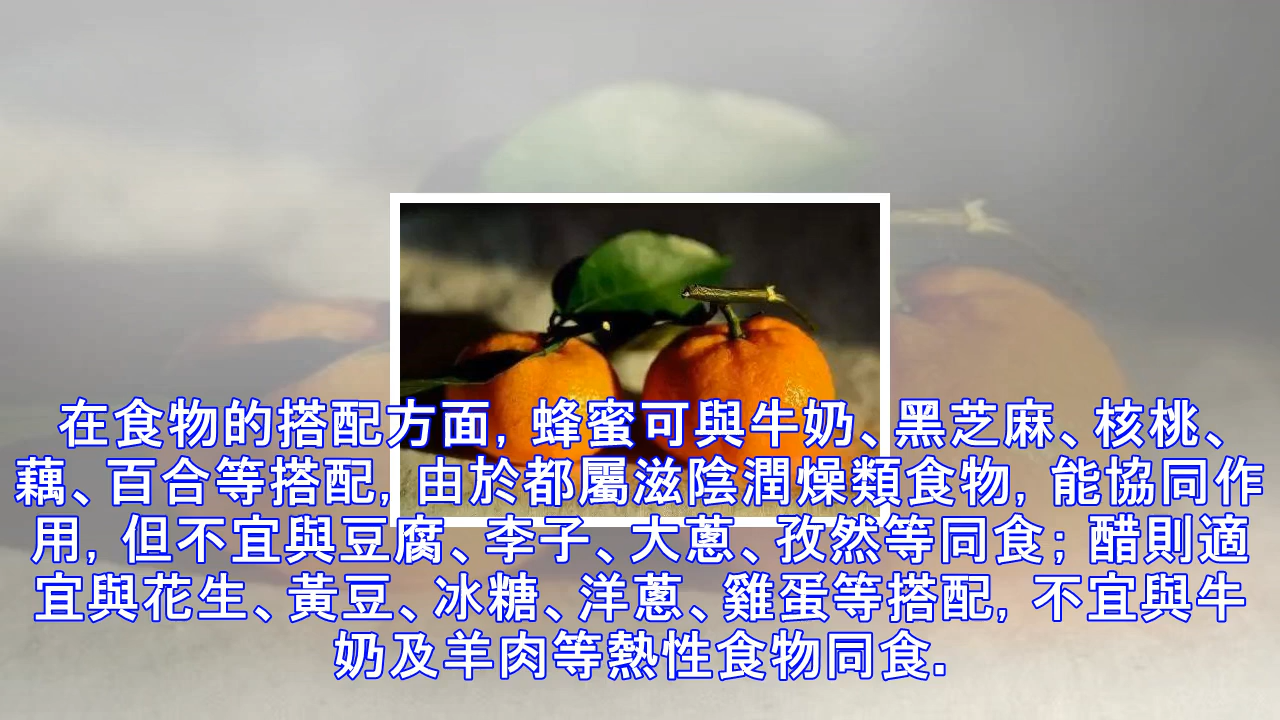 在食物的搭配方面, 蜂蜜可與牛奶、黑芝麻、核桃、
藕、百合等搭配, 由於都屬滋陰潤燥類食物, 能協同作
用, 但不宜與豆腐、李子、大蔥、孜然等同食; 醋則適
宜與花生、黃豆、冰糖、洋蔥、雞蛋等搭配, 不宜與牛
奶及羊肉等熱性食物同食.